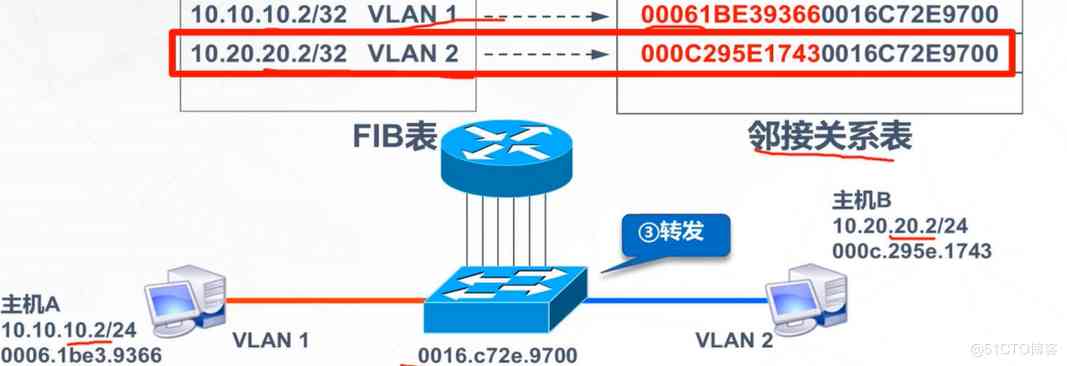 10.10.10.2/32 VLAN 1
00061BE393660016C72E9700
10.20.20.2/32 VLAN 2
000C295E17430016C72E9700
FIB表
邻接关系表
③转发
主机B
10.20.20.2/24
000c.295e.1743
主机A
10.10.10.2/24
0006.1be3.9366
VLAN 1
0016.c72e.9700
VLAN 2
@51CTO博客